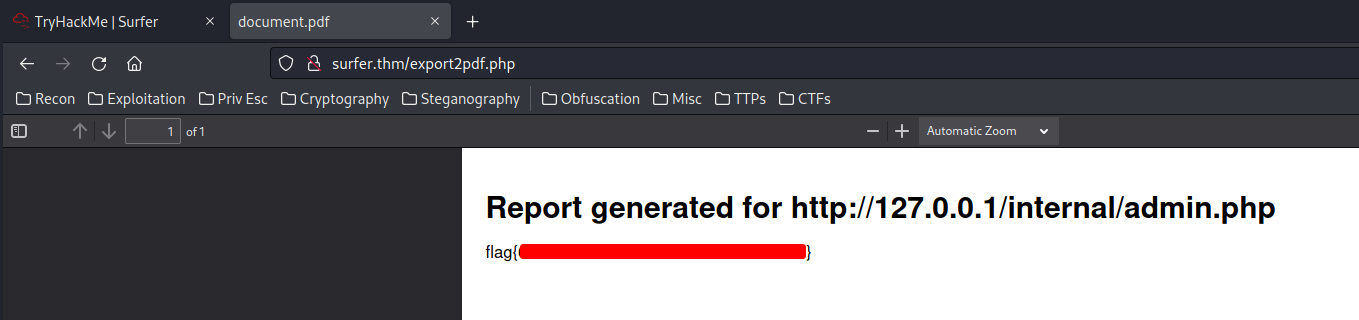 TryHackMe | Surfer
document.pdf
surfer.thm/export2pdf.php
Recon Exploitation Priv Esc Cryptography Steganography Obfuscation Misc TTPs CTFs
1 of 1 Automatic Zoom
Report generated for http://127.0.0.1/internal/admin.php
flag{ }